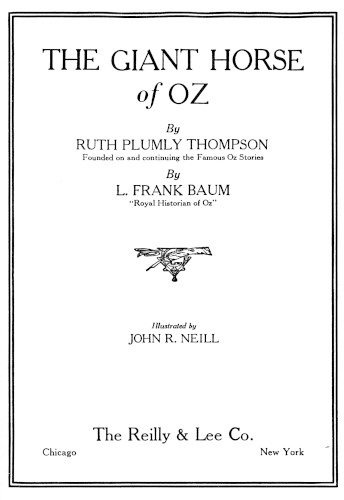 THE GIANT HORSE
of OZ
By
RUTH PLUMLY THOMPSON
Founded on and continuing the Famous Oz Stories
By
L. FRANK BAUM
"Royal Historian of Oz"
Illustrated by
JOHN R. NEILL
The Reilly & Lee Co.
Chicago New York